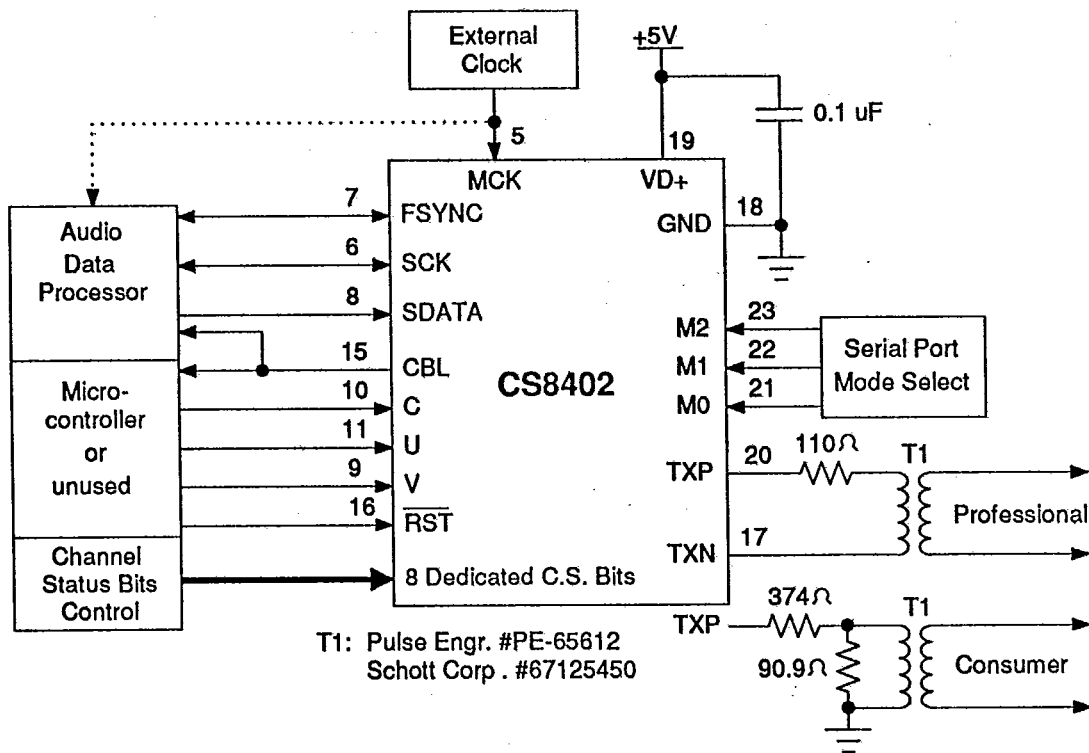 External
Clock
+5V
0.1 uF
5
19
MCK
VD+
Audio
Data
Processor
7
FSYNC
6
SCK
8
SDATA
15
CBL
Micro-
controller
or
unused
10
C
11
U
9
V
16
RST
Channel
Status Bits
Control
8 Dedicated C.S. Bits
CS8402
GND
18
M2
23
M1
22
M0
21
Serial Port
Mode Select
TXP
20
110Ω
T1
Professional
TXN
17
TXP
374Ω
90.9Ω
T1
Consumer
T1: Pulse Engr. #PE-65612
Schott Corp . #67125450